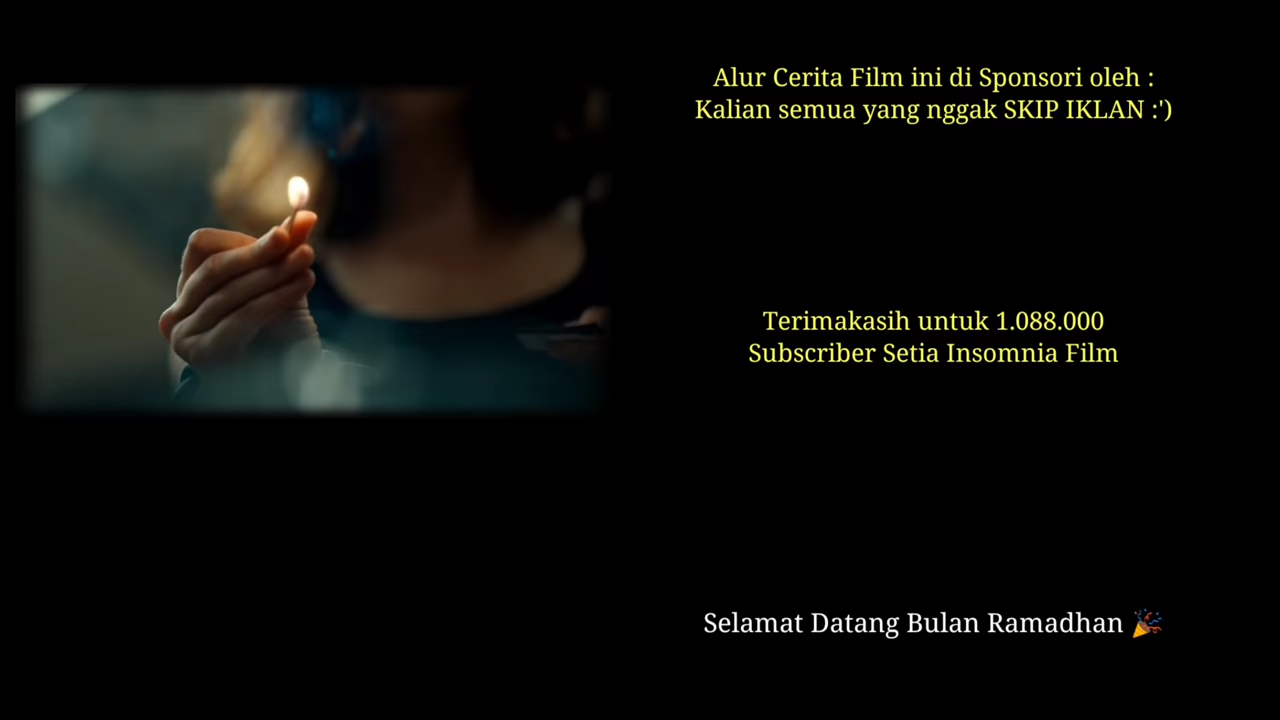 Alur Cerita Film ini di Sponsori oleh :
Kalian semua yang nggak SKIP IKLAN :')
Terimakasih untuk 1.088.000
Subscriber Setia Insomnia Film
Selamat Datang Bulan Ramadhan 🎉